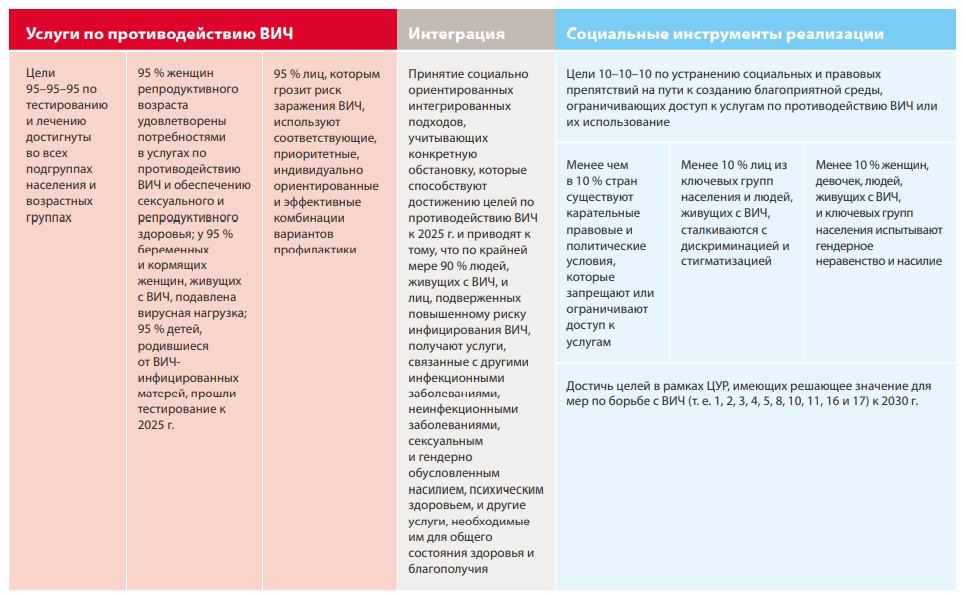 Услуги по противодействию ВИЧ
Интеграция
Социальные инструменты реализации
Цели
95–95–95 по
тестированию
и лечению
достигнуты
во всех
подгруппах
населения и
возрастных
группах
95 % женщин
репродуктивного
возраста
удовлетворены
потребностями
в услугах по
противодействию
ВИЧ и обеспечению
сексуального и
репродуктивного
здоровья; у 95 %
беременных
и кормящих
женщин, живущих
с ВИЧ, подавлена
вирусная нагрузка;
95 % детей,
родившиеся
от ВИЧ-
инфицированных
матерей, прошли
тестирование к
2025 г.
95 % лиц, которым
грозит риск
заражения ВИЧ,
используют
соответствующие,
приоритетные,
индивидуально
ориентированные
и эффективные
комбинации
вариантов
профилактики
Принятие социально
ориентированных
интегрированных
подходов,
учитывающих
конкретную
обстановку, которые
способствуют
достижению целей по
противодействию ВИЧ
к 2025 г. и приводят к
тому, что по крайней
мере 90 % людей,
живущих с ВИЧ, и
лиц, подверженных
повышенному риску
инфицирования ВИЧ,
получают услуги,
связанные с другими
инфекционными
заболеваниями,
неинфекционными
заболеваниями,
сексуальным
и гендерно
обусловленным
насилием, психическим
здоровьем, и другие
услуги, необходимые
им для общего
состояния здоровья и
благополучия
Цели 10–10–10 по устранению социальных и правовых
препятствий на пути к созданию благоприятной среды,
ограничивающих доступ к услугам по противодействию ВИЧ или
их использование
Менее чем
в 10 % стран
существуют
карательные
правовые и
политические
условия,
которые
запрещают или
ограничивают
доступ к
услугам
Менее 10 % лиц из
ключевых групп
населения и людей,
живущих с ВИЧ,
сталкиваются с
дискриминацией и
стигматизацией
Менее 10 % женщин,
девочек, людей,
живущих с ВИЧ,
и ключевых групп
населения испытывают
гендерное
неравенство и насилие
Достичь целей в рамках ЦУР, имеющих решающее значение для
мер по борьбе с ВИЧ (т. е. 1, 2, 3, 4, 5, 8, 10, 11, 16 и 17) к 2030 г.